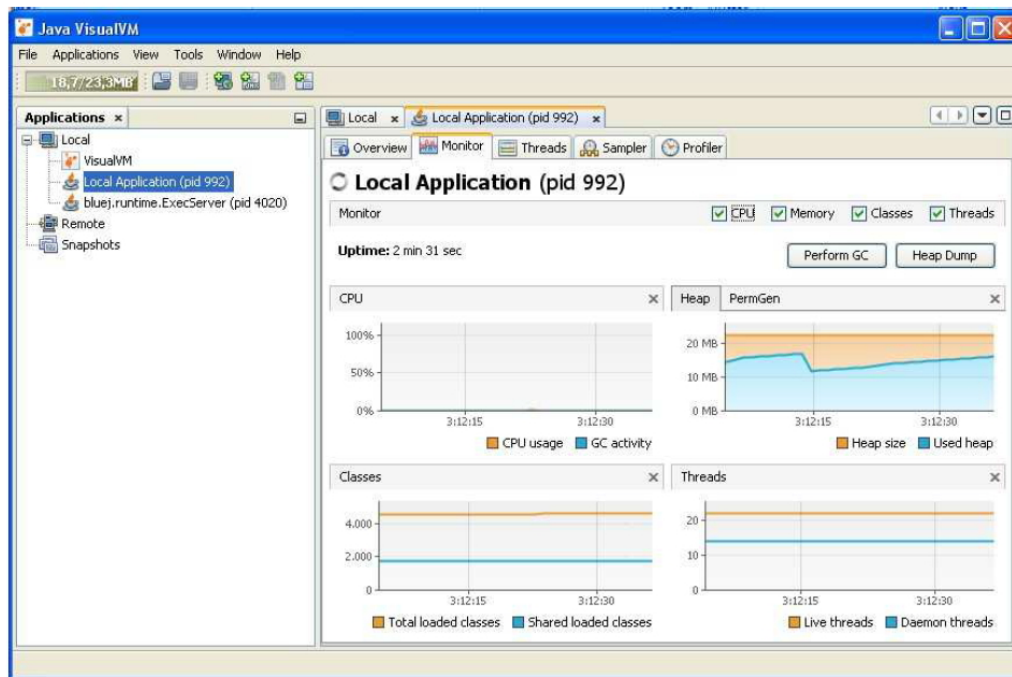 Java VisualVM
File Applications View Tools Window Help
18,7/23,3MB
Applications
Local
VisualVM
Local Application (pid 992)
bluej.runtime.ExecServer (pid 4020)
Remote
Snapshots
Local Local Application (pid 992)
Overview Monitor Threads Sampler Profiler
Local Application (pid 992)
Monitor CPU Memory Classes Threads
Uptime: 2 min 31 sec Perform GC Heap Dump
CPU
100%
50%
0%
3:12:15 3:12:30
CPU usage GC activity
Heap PermGen
20 MB
10 MB
0 MB
3:12:15 3:12:30
Heap size Used heap
Classes
4.000
2.000
0
3:12:15 3:12:30
Total loaded classes Shared loaded classes
Threads
20
10
0
3:12:15 3:12:30
Live threads Daemon threads